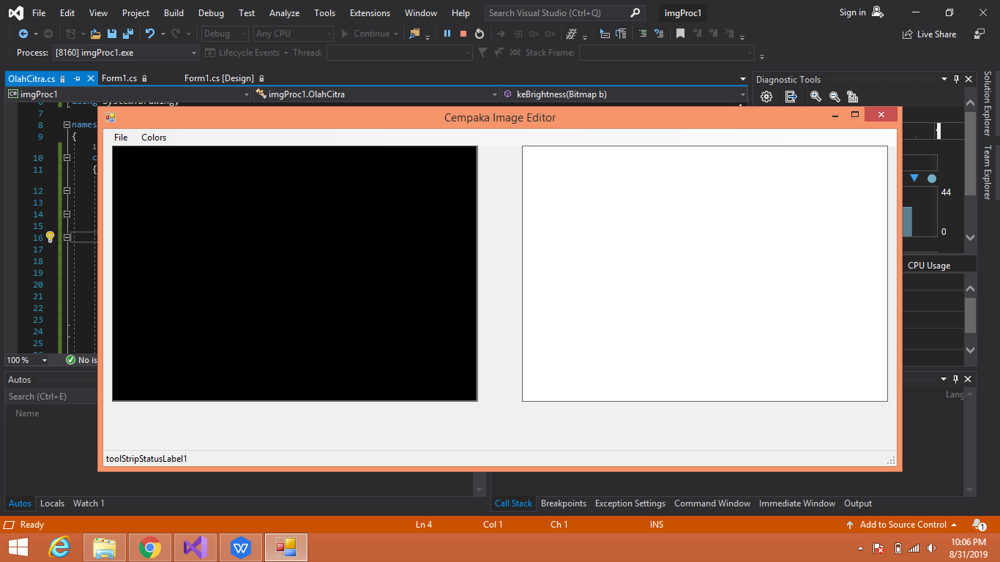 File Edit View Project Build Debug Test Analyze Tools Extensions Window Help Search Visual Studio (Ctrl+Q) imgProc1 Sign in
Debug Any CPU Continue Live Share
Process: [8160] imgProc1.exe Lifecycle Events Thread: Stack Frame:
OlahCitra.cs Form1.cs Form1.cs [Design] Diagnostic Tools
C# imgProc1 imgProc1.OlahCitra keBrightness(Bitmap b)
using System.Drawing;
7
8 names
9 {
10 c
11 {
12
13
14
15
16
17
18
19
20
21
22
23
24
25
Cempaka Image Editor
File Colors
toolStripStatusLabel1
Solution Explorer
Team Explorer
44
0
CPU Usage
100 % No is
Autos
Search (Ctrl+E)
Name
Lang
Autos Locals Watch 1 Call Stack Breakpoints Exception Settings Command Window Immediate Window Output
Ready Ln 4 Col 1 Ch 1 INS Add to Source Control 1
10:06 PM
8/31/2019